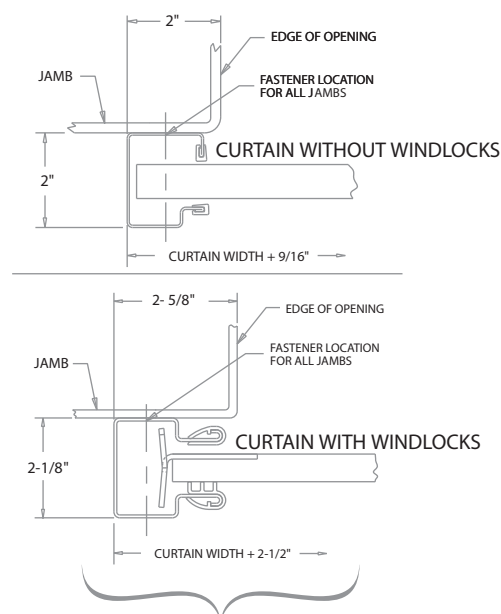 2"
EDGE OF OPENING
JAMB
FASTENER LOCATION
FOR ALL JAMBS
CURTAIN WITHOUT WINDLOCKS
2"
CURTAIN WIDTH + 9/16"
2- 5/8"
EDGE OF OPENING
FASTENER LOCATION
FOR ALL JAMBS
JAMB
CURTAIN WITH WINDLOCKS
2-1/8"
CURTAIN WIDTH + 2-1/2"